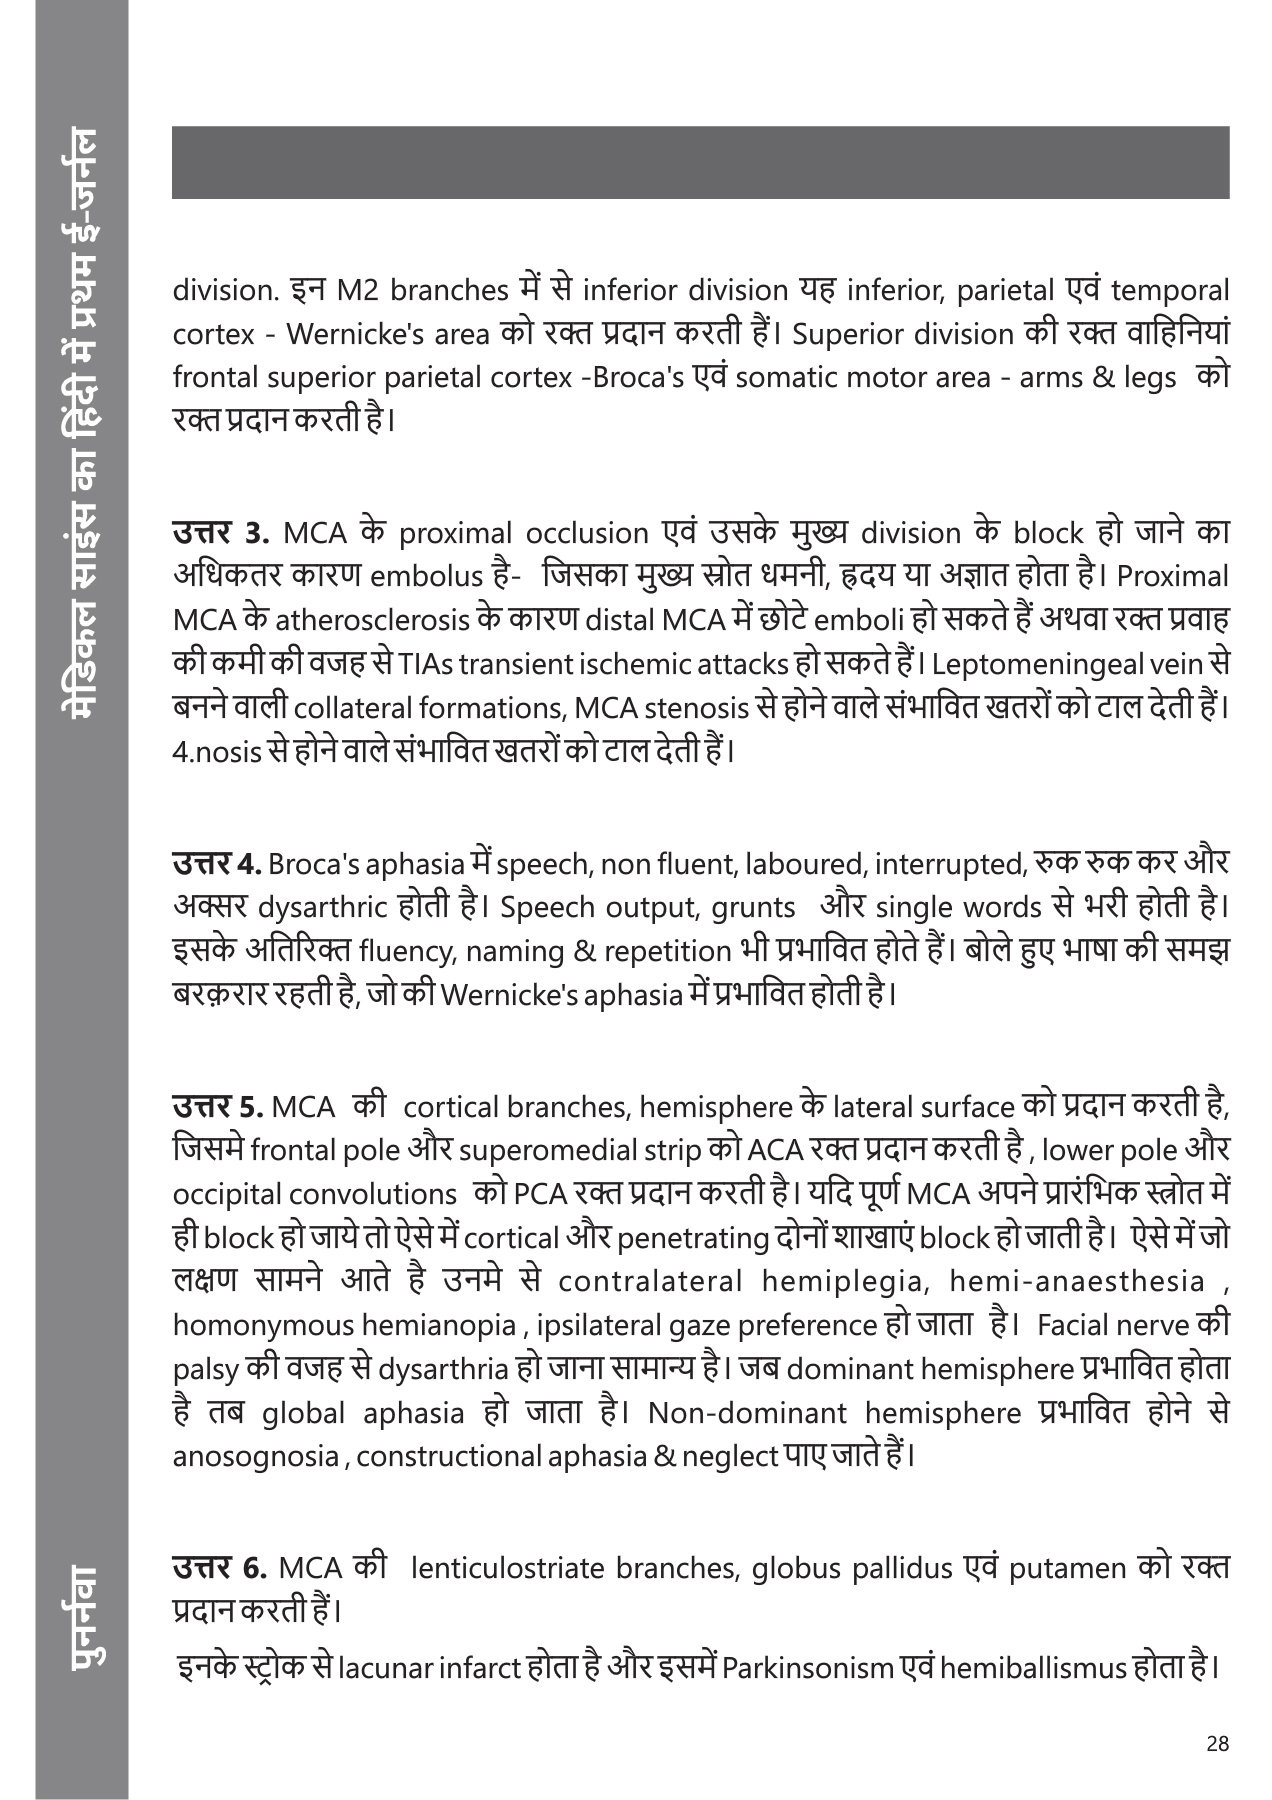 मेडिकल साइंस का हिंदी में प्रथम ई-जर्नल
पुनर्नवा
division. इन M2 branches में से inferior division यह inferior, parietal एवं temporal
cortex - Wernicke's area को रक्त प्रदान करती हैं। Superior division की रक्त वाहिनियां
frontal superior parietal cortex -Broca's एवं somatic motor area - arms & legs को
रक्त प्रदान करती है।
उत्तर 3. MCA के proximal occlusion एवं उसके मुख्य division के block हो जाने का
अधिकतर कारण embolus है- जिसका मुख्य स्रोत धमनी, ह्रदय या अज्ञात होता है। Proximal
MCA के atherosclerosis के कारण distal MCA में छोटे emboli हो सकते हैं अथवा रक्त प्रवाह
की कमी की वजह से TIAs transient ischemic attacks हो सकते हैं। Leptomeningeal vein से
बनने वाली collateral formations, MCA stenosis से होने वाले संभावित खतरों को टाल देती हैं।
4.nosis से होने वाले संभावित खतरों को टाल देती हैं।
उत्तर 4. Broca's aphasia में speech, non fluent, laboured, interrupted, रुक रुक कर और
अक्सर dysarthric होती है। Speech output, grunts और single words से भरी होती है।
इसके अतिरिक्त fluency, naming & repetition भी प्रभावित होते हैं। बोले हुए भाषा की समझ
बरक़रार रहती है, जो की Wernicke's aphasia में प्रभावित होती है।
उत्तर 5. MCA की cortical branches, hemisphere के lateral surface को प्रदान करती है,
जिसमे frontal pole और superomedial strip को ACA रक्त प्रदान करती है , lower pole और
occipital convolutions को PCA रक्त प्रदान करती है। यदि पूर्ण MCA अपने प्रारंभिक स्त्रोत में
ही block हो जाये तो ऐसे में cortical और penetrating दोनों शाखाएं block हो जाती है। ऐसे में जो
लक्षण सामने आते है उनमे से contralateral hemiplegia, hemi-anaesthesia ,
homonymous hemianopia , ipsilateral gaze preference हो जाता है। Facial nerve की
palsy की वजह से dysarthria हो जाना सामान्य है। जब dominant hemisphere प्रभावित होता
है तब global aphasia हो जाता है। Non-dominant hemisphere प्रभावित होने से
anosognosia , constructional aphasia & neglect पाए जाते हैं।
उत्तर 6. MCA की lenticulostriate branches, globus pallidus एवं putamen को रक्त
प्रदान करती हैं।
इनके स्ट्रोक से lacunar infarct होता है और इसमें Parkinsonism एवं hemiballismus होता है।
28